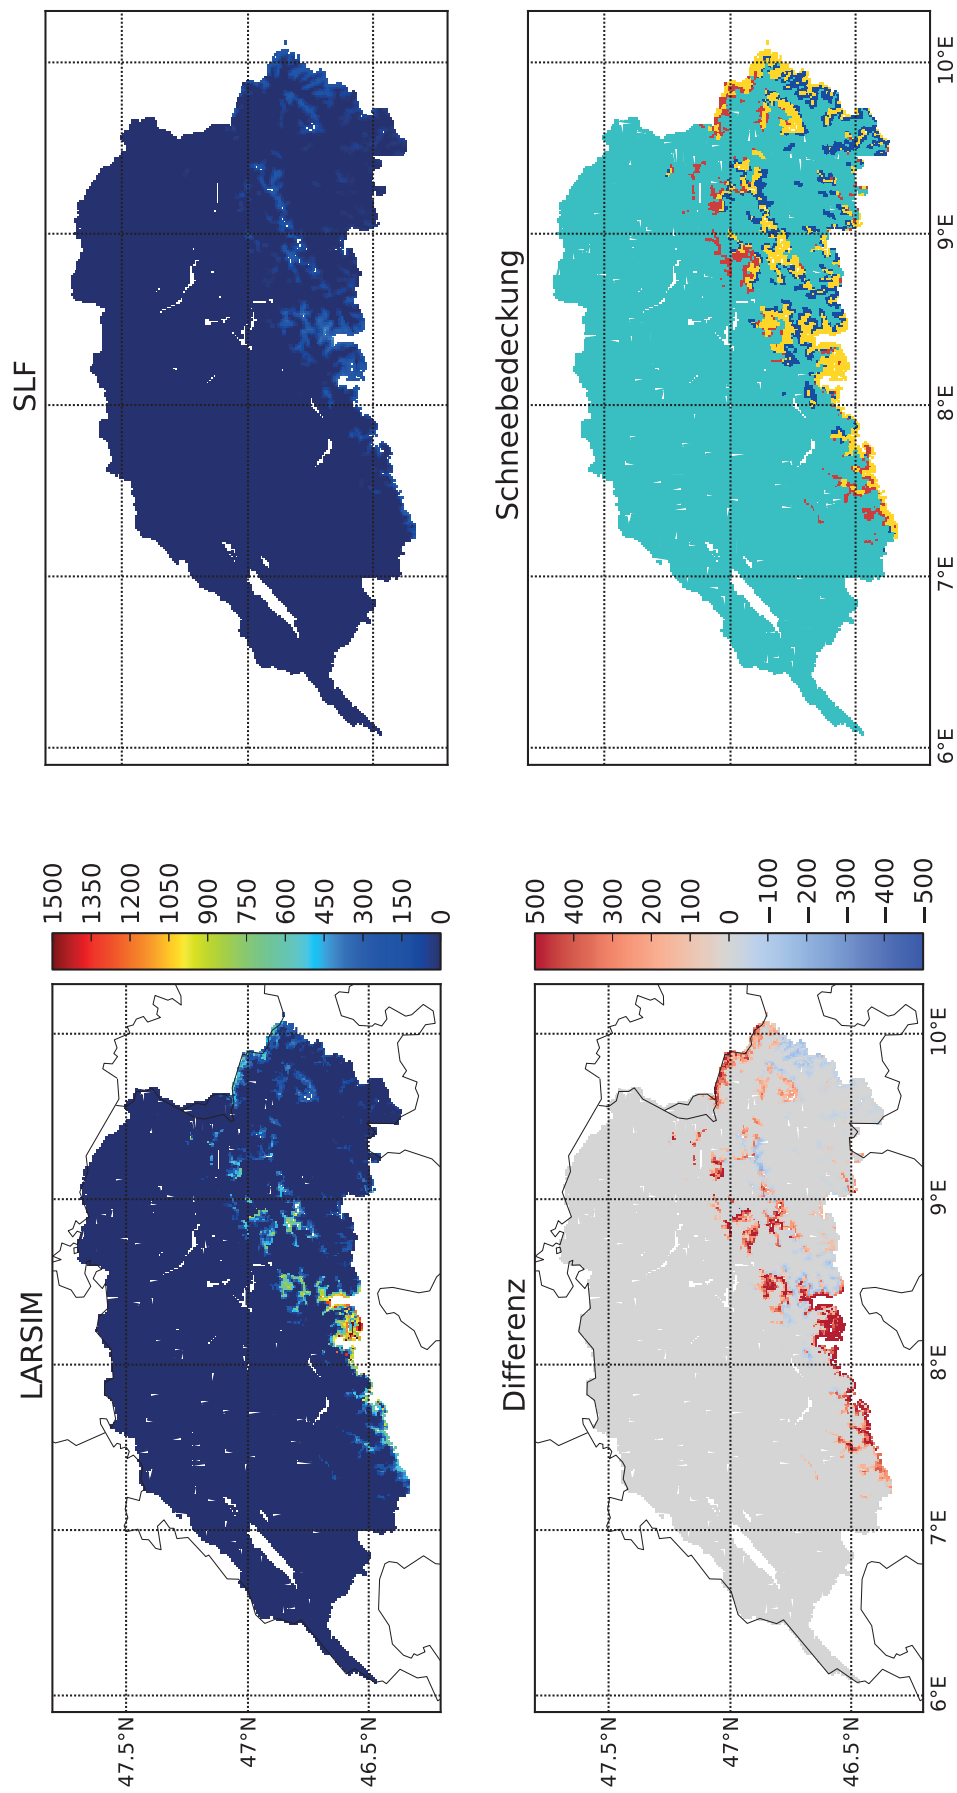 LARSIM
47.5°N
47°N
46.5°N
1500
1350
1200
1050
900
750
600
450
300
150
0
SLF
Differenz
47.5°N
47°N
46.5°N
6°E
7°E
8°E
9°E
10°E
500
400
300
200
100
0
−100
−200
−300
−400
−500
Schneebedeckung
6°E
7°E
8°E
9°E
10°E